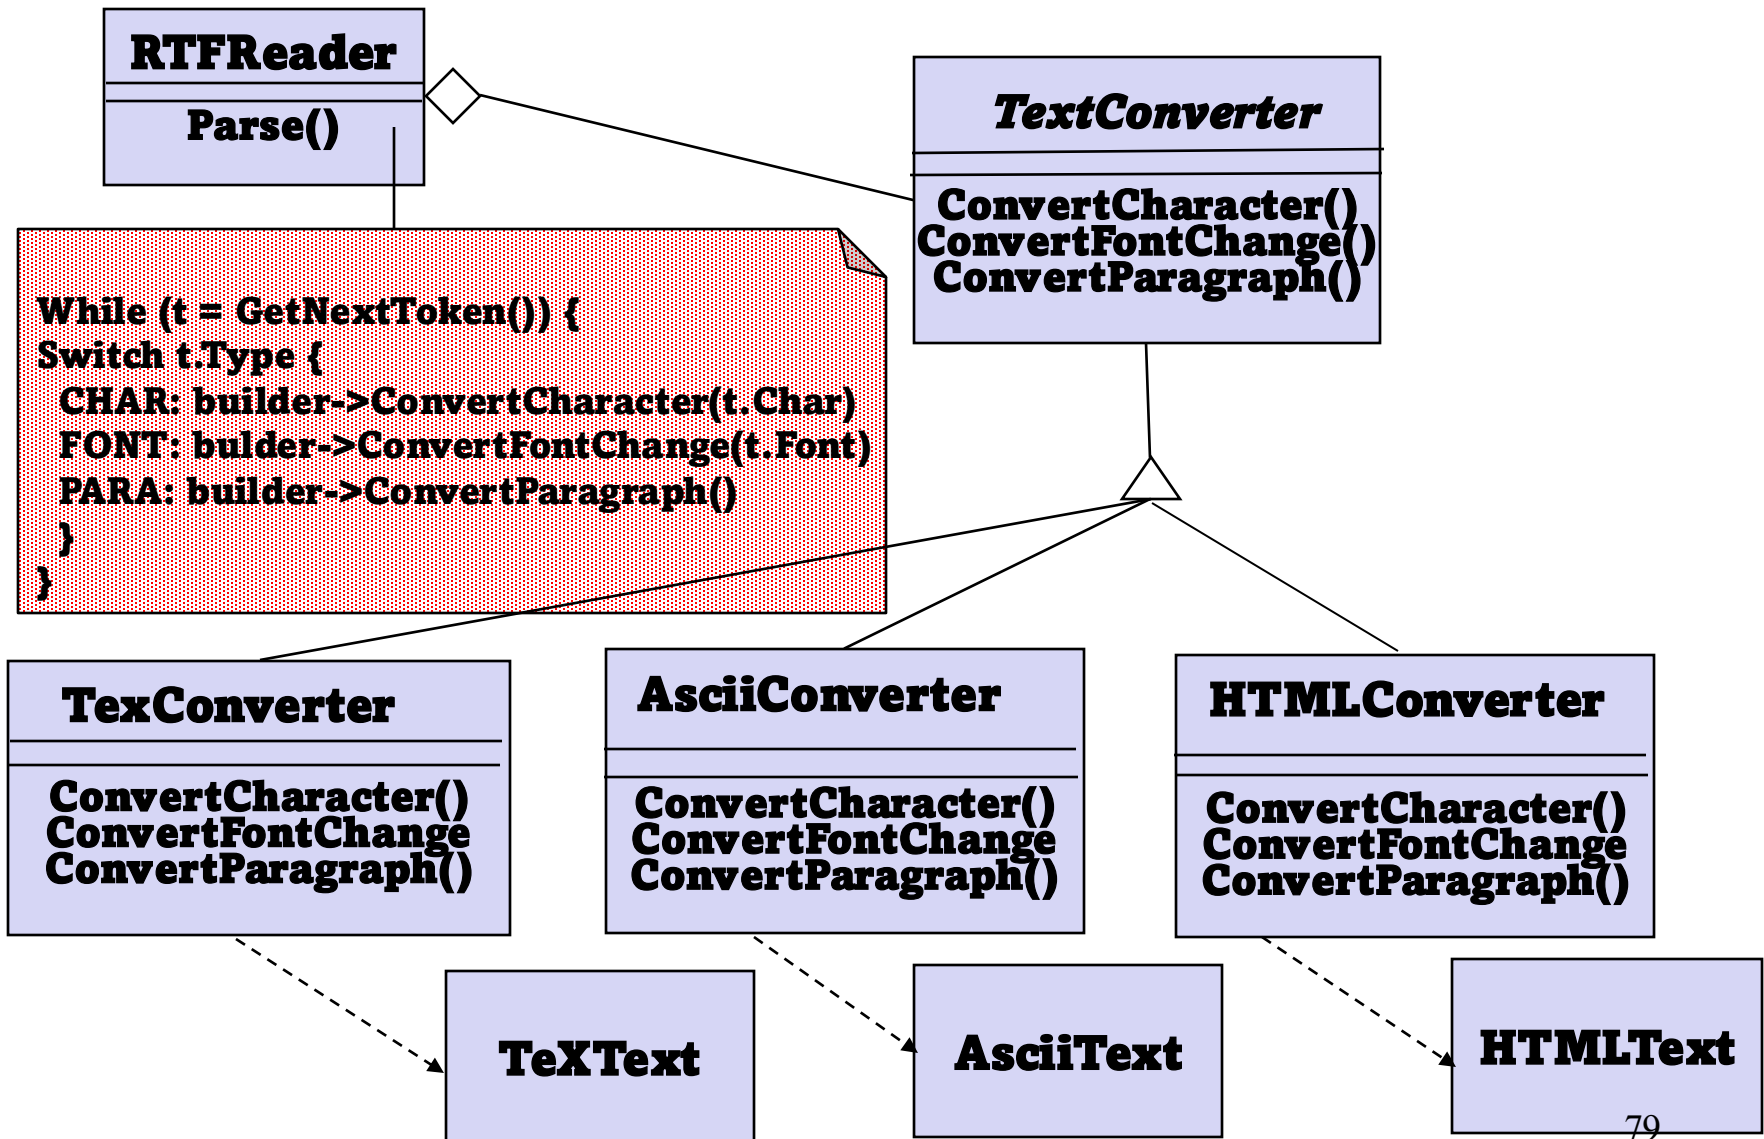 RTFReader
Parse()
TextConverter
ConvertCharacter()
ConvertFontChange()
ConvertParagraph()
While (t = GetNextToken()) {
Switch t.Type {
CHAR: builder->ConvertCharacter(t.Char)
FONT: bulder->ConvertFontChange(t.Font)
PARA: builder->ConvertParagraph()
}
}
TexConverter
ConvertCharacter()
ConvertFontChange
ConvertParagraph()
AsciiConverter
ConvertCharacter()
ConvertFontChange
ConvertParagraph()
HTMLConverter
ConvertCharacter()
ConvertFontChange
ConvertParagraph()
TeXText
AsciiText
HTMLText
79